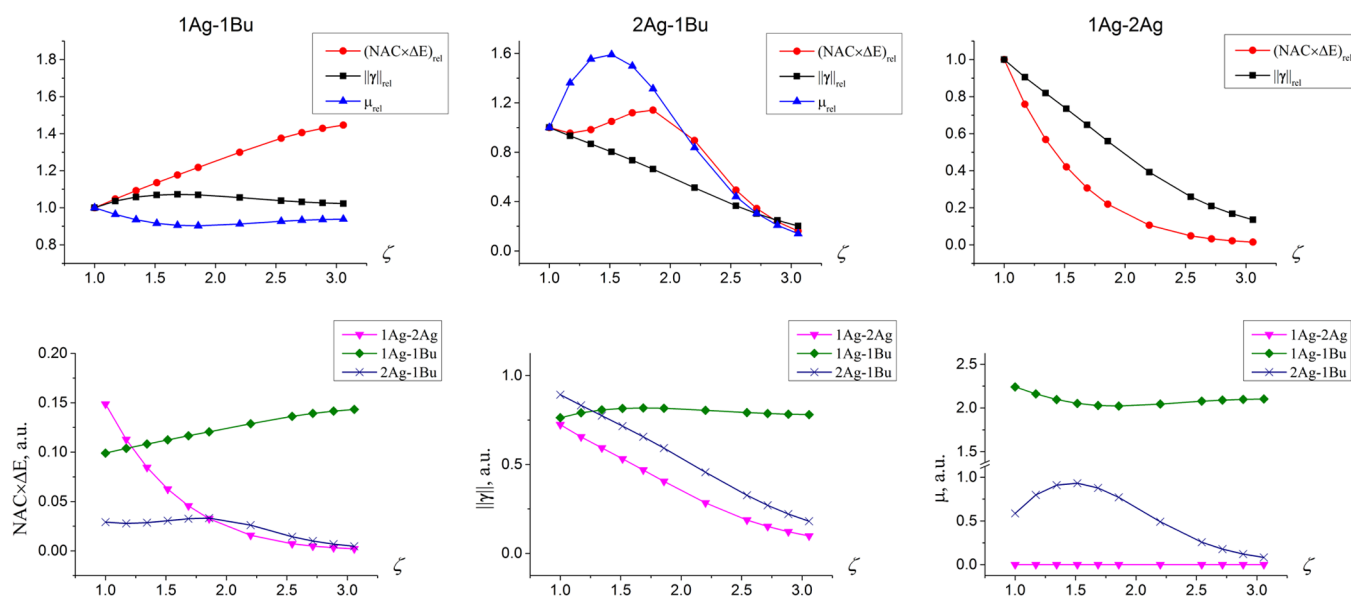 1Ag-1Bu
(NAC×ΔE)rel
||γ||rel
μrel
1.8
1.6
1.4
1.2
1.0
0.8
1.0
1.5
2.0
2.5
3.0
ζ
2Ag-1Bu
(NAC×ΔE)rel
||γ||rel
μrel
1.6
1.2
0.8
0.4
0.0
1.0
1.5
2.0
2.5
3.0
ζ
1Ag-2Ag
(NAC×ΔE)rel
||γ||rel
1.0
0.8
0.6
0.4
0.2
0.0
1.0
1.5
2.0
2.5
3.0
ζ
1Ag-2Ag
1Ag-1Bu
2Ag-1Bu
NAC×ΔE, a.u.
0.20
0.15
0.10
0.05
0.00
1.0
1.5
2.0
2.5
3.0
ζ
1Ag-2Ag
1Ag-1Bu
2Ag-1Bu
||γ||, a.u.
1.0
0.5
0.0
1.0
1.5
2.0
2.5
3.0
ζ
1Ag-2Ag
1Ag-1Bu
2Ag-1Bu
μ, a.u.
2.5
2.0
1.5
1.0
0.5
0.0
1.0
1.5
2.0
2.5
3.0
ζ